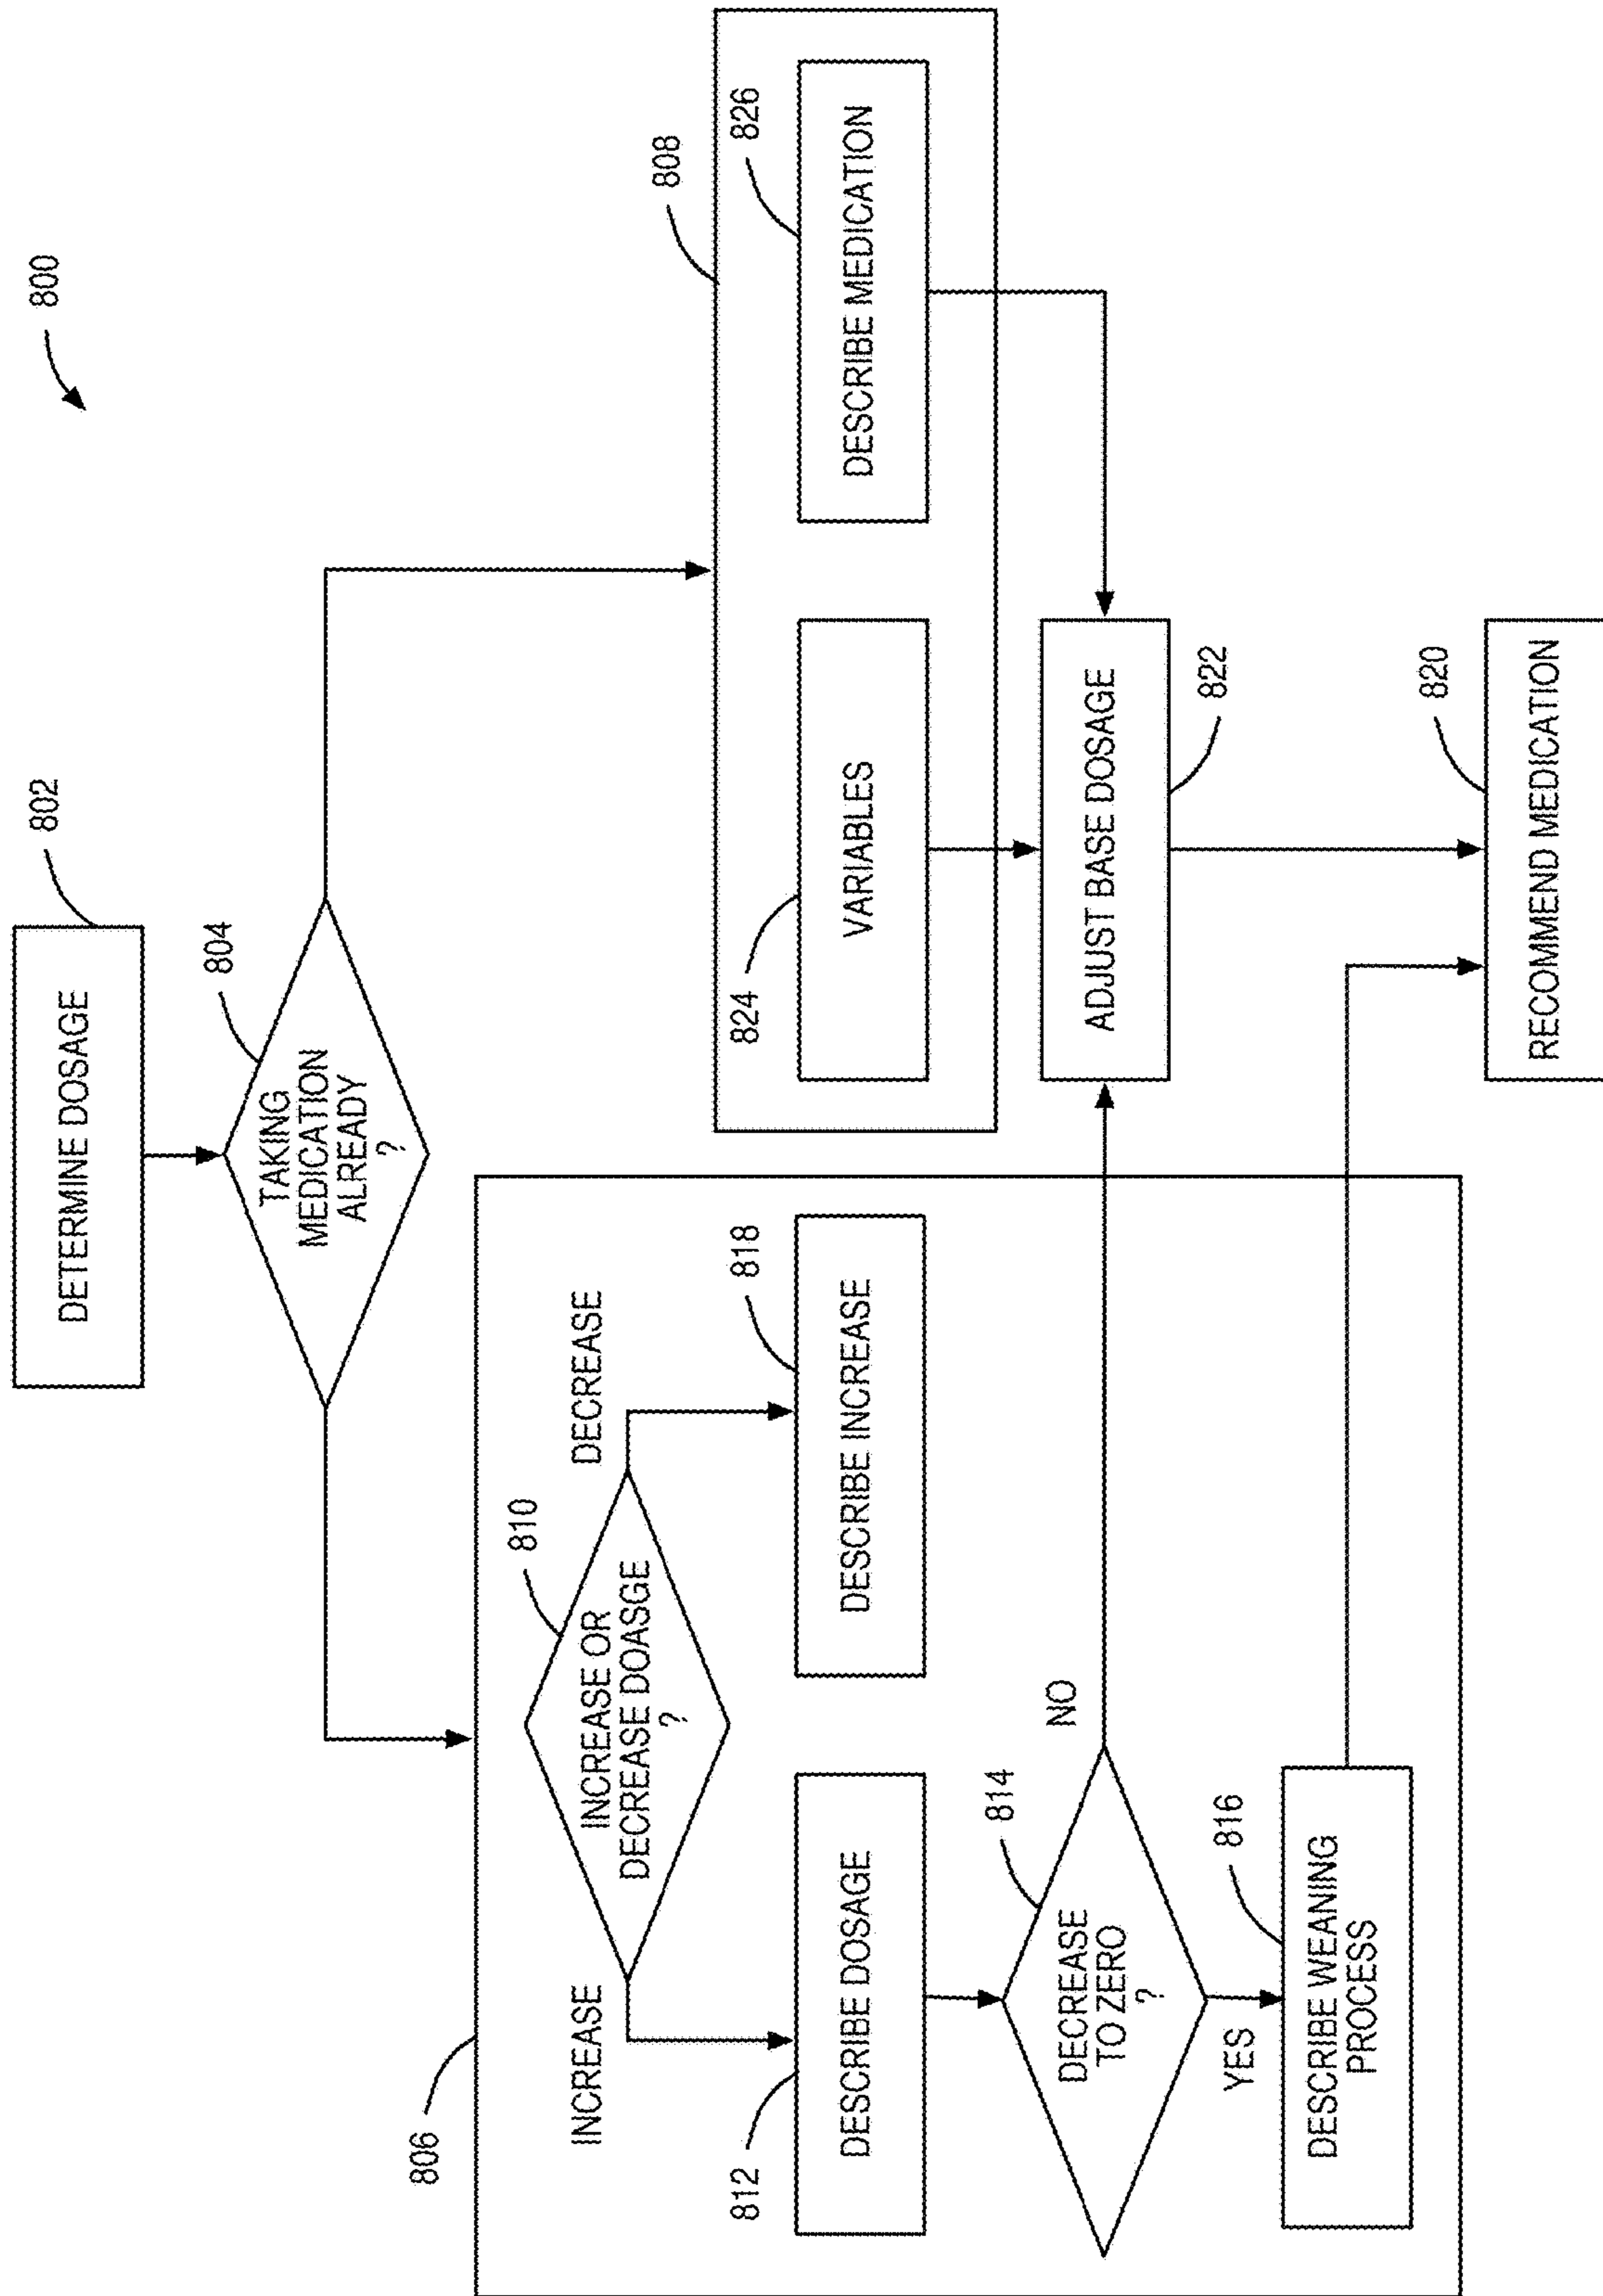 800
DETERMINE DOSAGE
802
TAKING
MEDICATION
ALREADY
?
804
806
INCREASE OR
DECREASE DOASGE
?
810
INCREASE
DECREASE
DESCRIBE DOSAGE
812
DESCRIBE INCREASE
818
DECREASE
TO ZERO
?
814
NO
YES
DESCRIBE WEANING
PROCESS
816
808
VARIABLES
824
DESCRIBE MEDICATION
826
ADJUST BASE DOSAGE
822
RECOMMEND MEDICATION
820